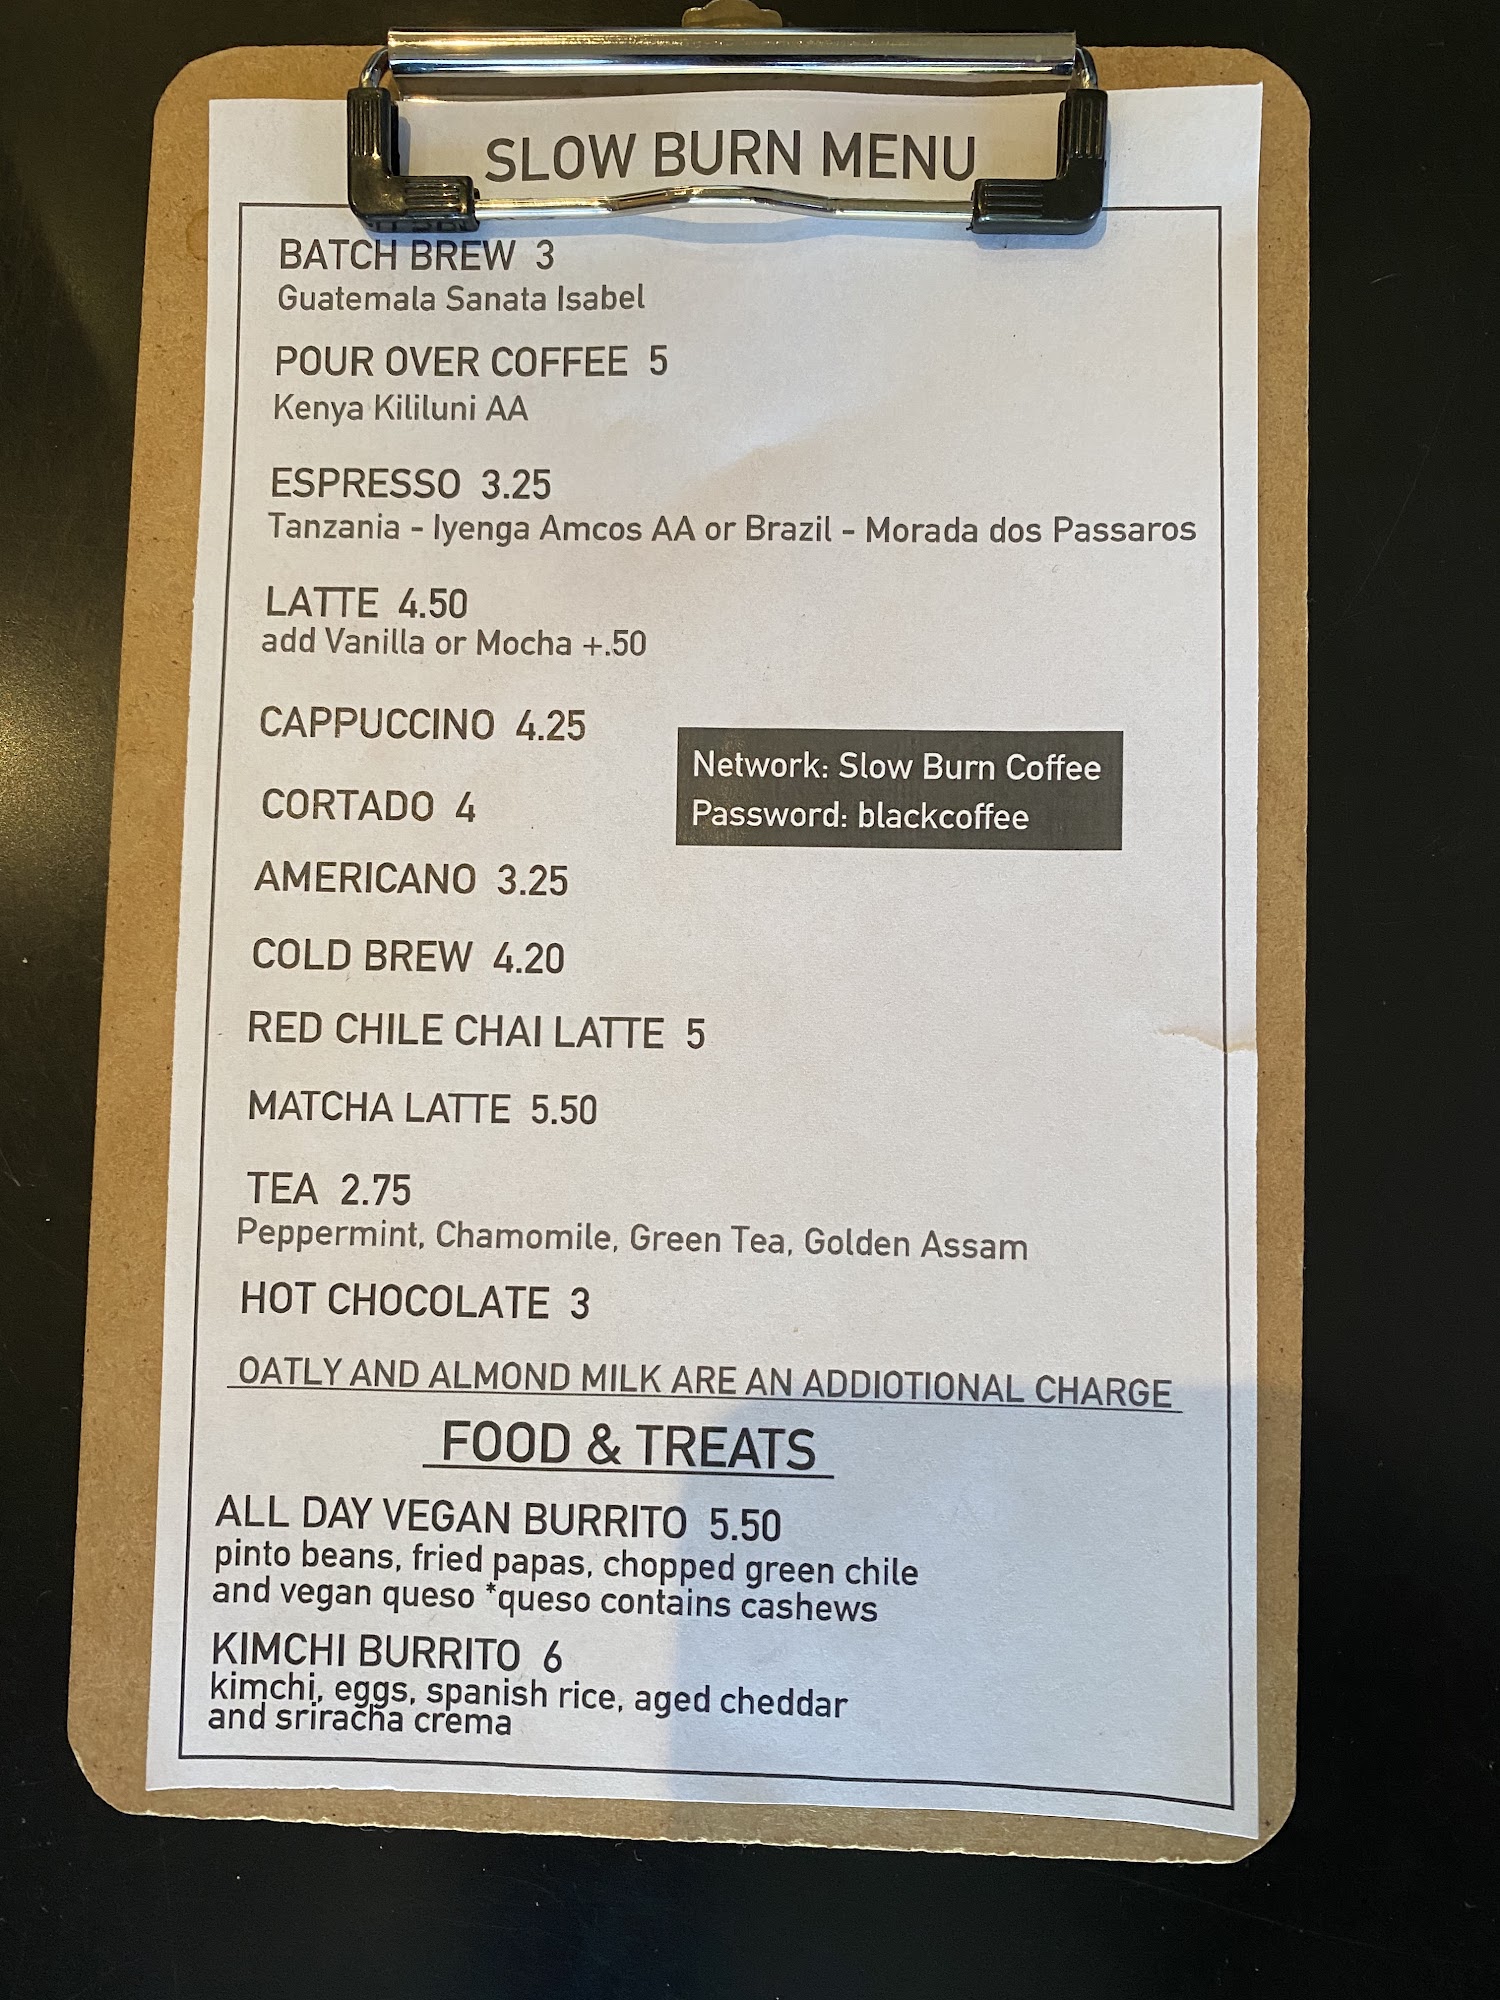 SLOW BURN MENU
BATCH BREW 3
Guatemala Sanata Isabel
POUR OVER COFFEE 5
Kenya Kililuni AA
ESPRESSO 3.25
Tanzania - Iyenga Amcos AA or Brazil - Morada dos Passaros
LATTE 4.50
add Vanilla or Mocha +.50
CAPPUCCINO 4.25
Network: Slow Burn Coffee
Password: blackcoffee
CORTADO 4
AMERICANO 3.25
COLD BREW 4.20
RED CHILE CHAI LATTE 5
MATCHA LATTE 5.50
TEA 2.75
Peppermint, Chamomile, Green Tea, Golden Assam
HOT CHOCOLATE 3
OATLY AND ALMOND MILK ARE AN ADDIOTIONAL CHARGE
FOOD & TREATS
ALL DAY VEGAN BURRITO 5.50
pinto beans, fried papas, chopped green chile
and vegan queso *queso contains cashews
KIMCHI BURRITO 6
kimchi, eggs, spanish rice, aged cheddar
and sriracha crema